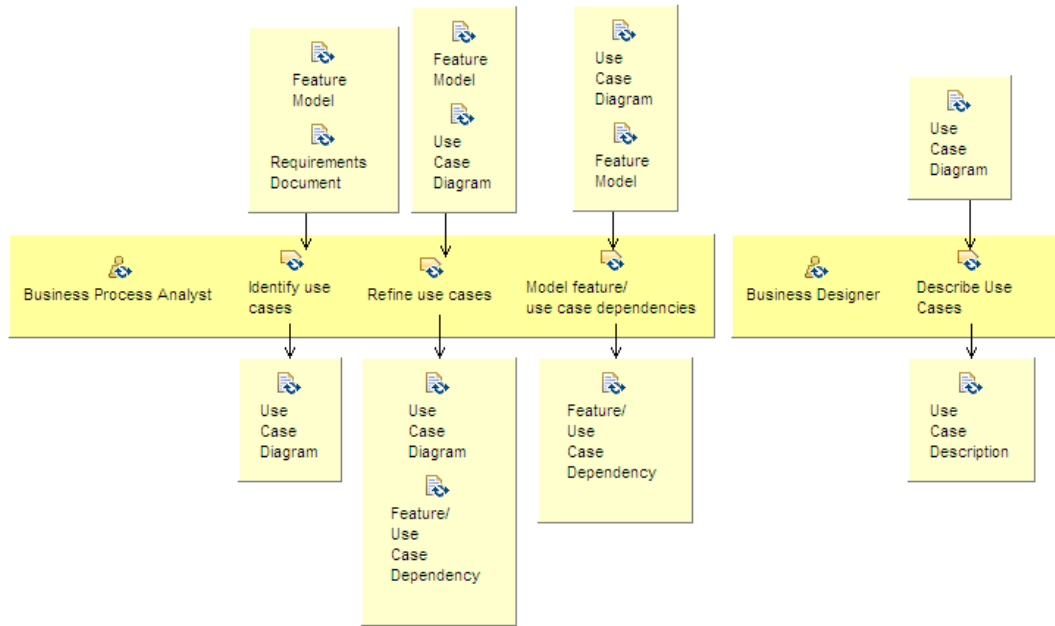 Feature
Model
Requirements
Document
Feature
Model
Use
Case
Diagram
Use
Case
Diagram
Feature
Model
Use
Case
Diagram
Business Process Analyst
Identify use
cases
Refine use cases
Model feature/
use case dependencies
Business Designer
Describe Use
Cases
Use
Case
Diagram
Use
Case
Diagram
Feature/
Use
Case
Dependency
Feature/
Use
Case
Dependency
Use
Case
Description